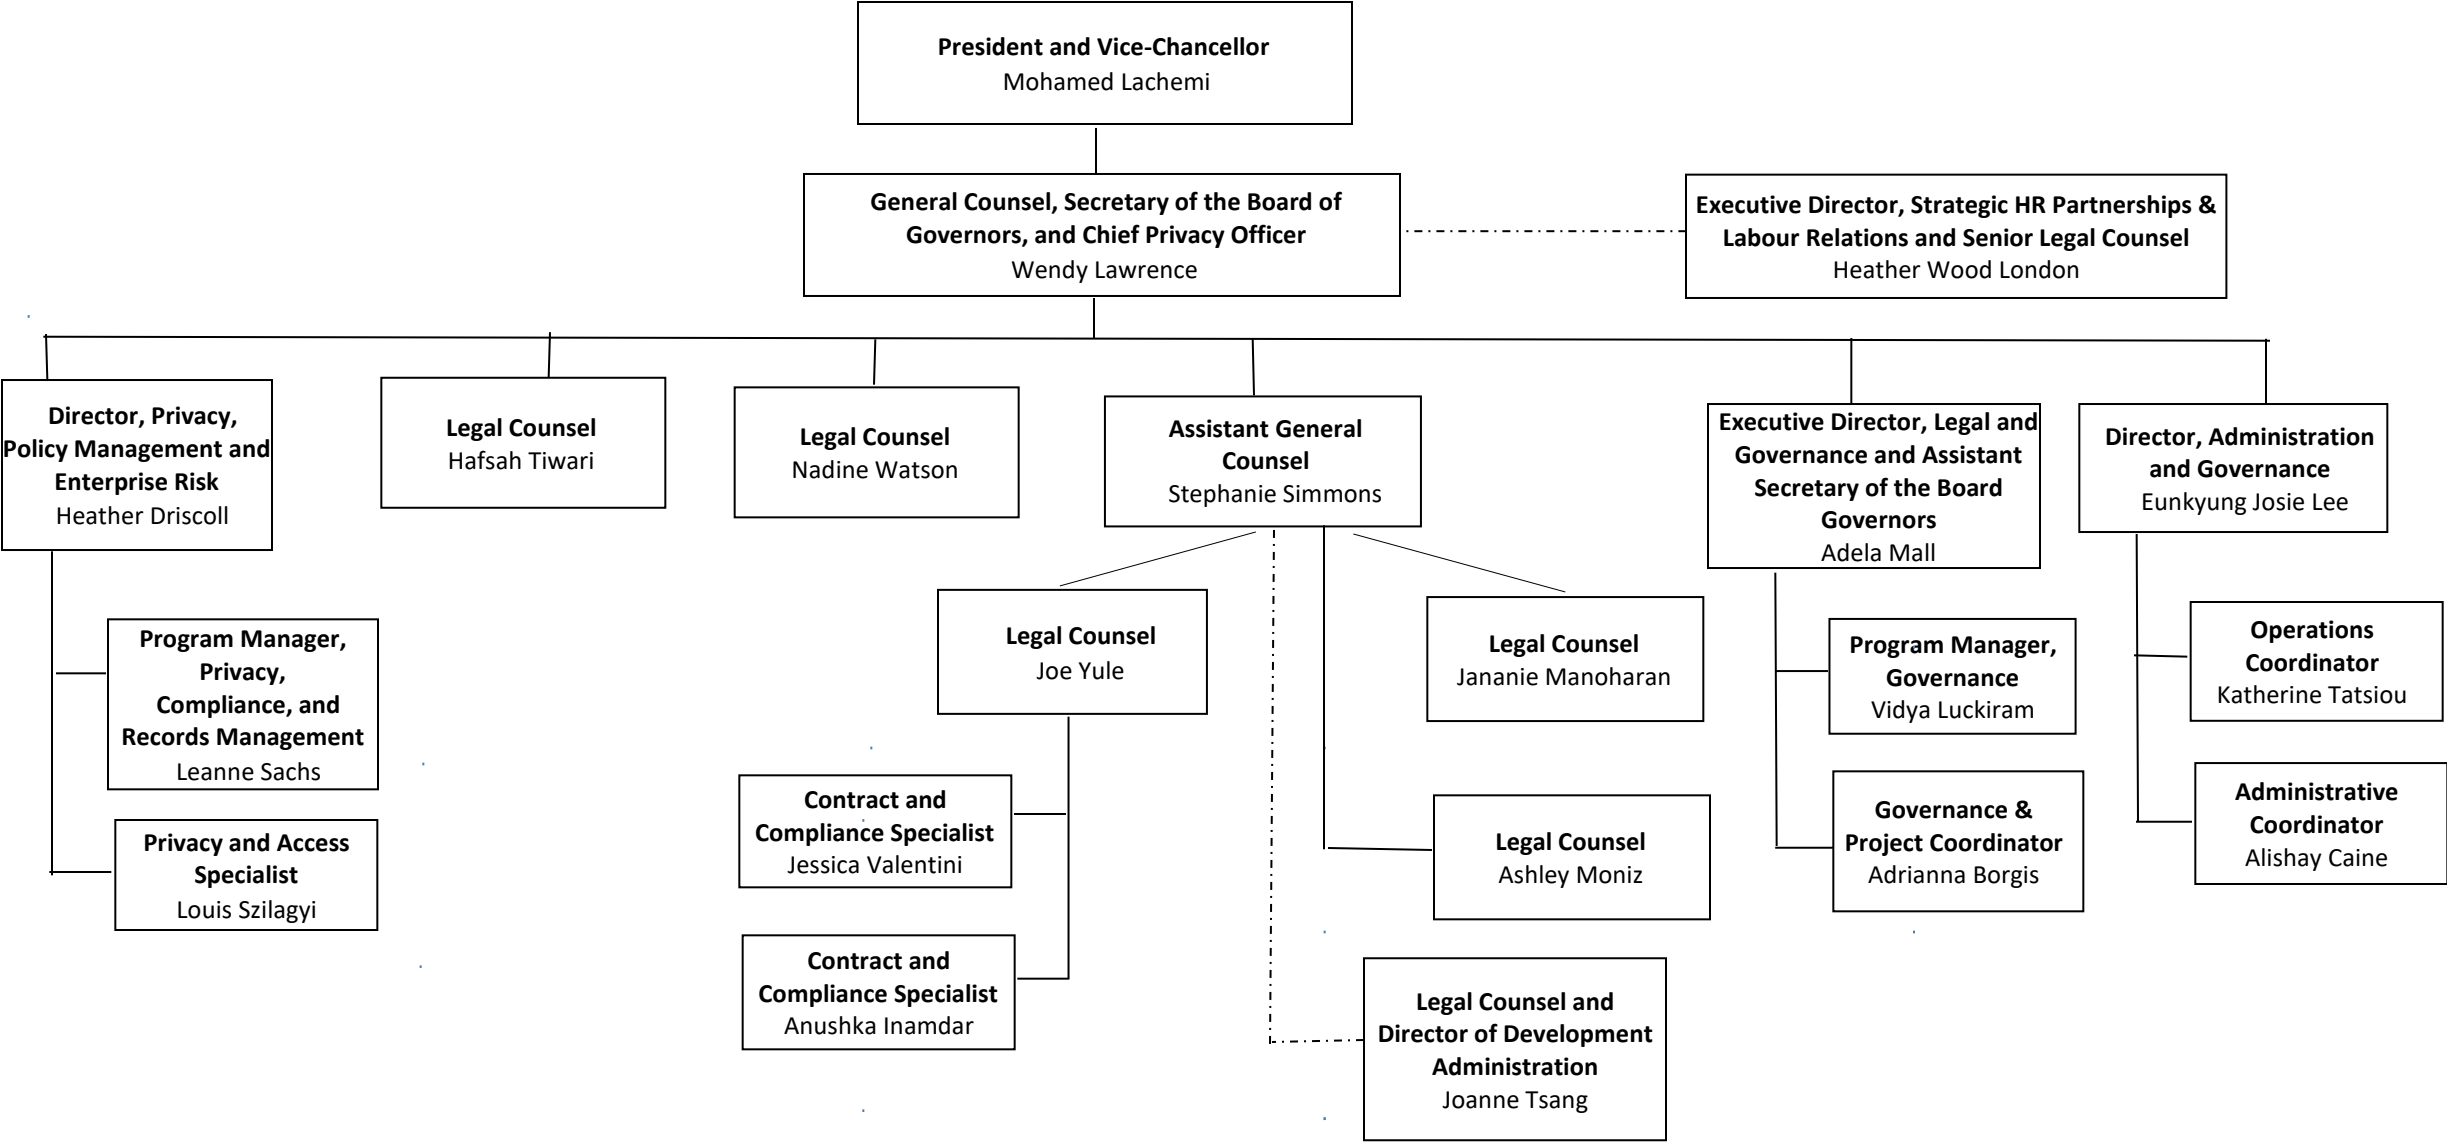 President and Vice-Chancellor
Mohamed Lachemi
General Counsel, Secretary of the Board of
Governors, and Chief Privacy Officer
Wendy Lawrence
Executive Director, Strategic HR Partnerships &
Labour Relations and Senior Legal Counsel
Heather Wood London
Director, Privacy,
Policy Management and
Enterprise Risk
Heather Driscoll
Legal Counsel
Hafsah Tiwari
Legal Counsel
Nadine Watson
Assistant General
Counsel
Stephanie Simmons
Executive Director, Legal and
Governance and Assistant
Secretary of the Board
Governors
Adela Mall
Director, Administration
and Governance
Eunkyung Josie Lee
Program Manager,
Privacy,
Compliance, and
Records Management
Leanne Sachs
Privacy and Access
Specialist
Louis Szilagyi
Legal Counsel
Joe Yule
Contract and
Compliance Specialist
Jessica Valentini
Contract and
Compliance Specialist
Anushka Inamdar
Legal Counsel
Jananie Manoharan
Legal Counsel
Ashley Moniz
Legal Counsel and
Director of Development
Administration
Joanne Tsang
Program Manager,
Governance
Vidya Luckiram
Governance &
Project Coordinator
Adrianna Borgis
Operations
Coordinator
Katherine Tatsiou
Administrative
Coordinator
Alishay Caine